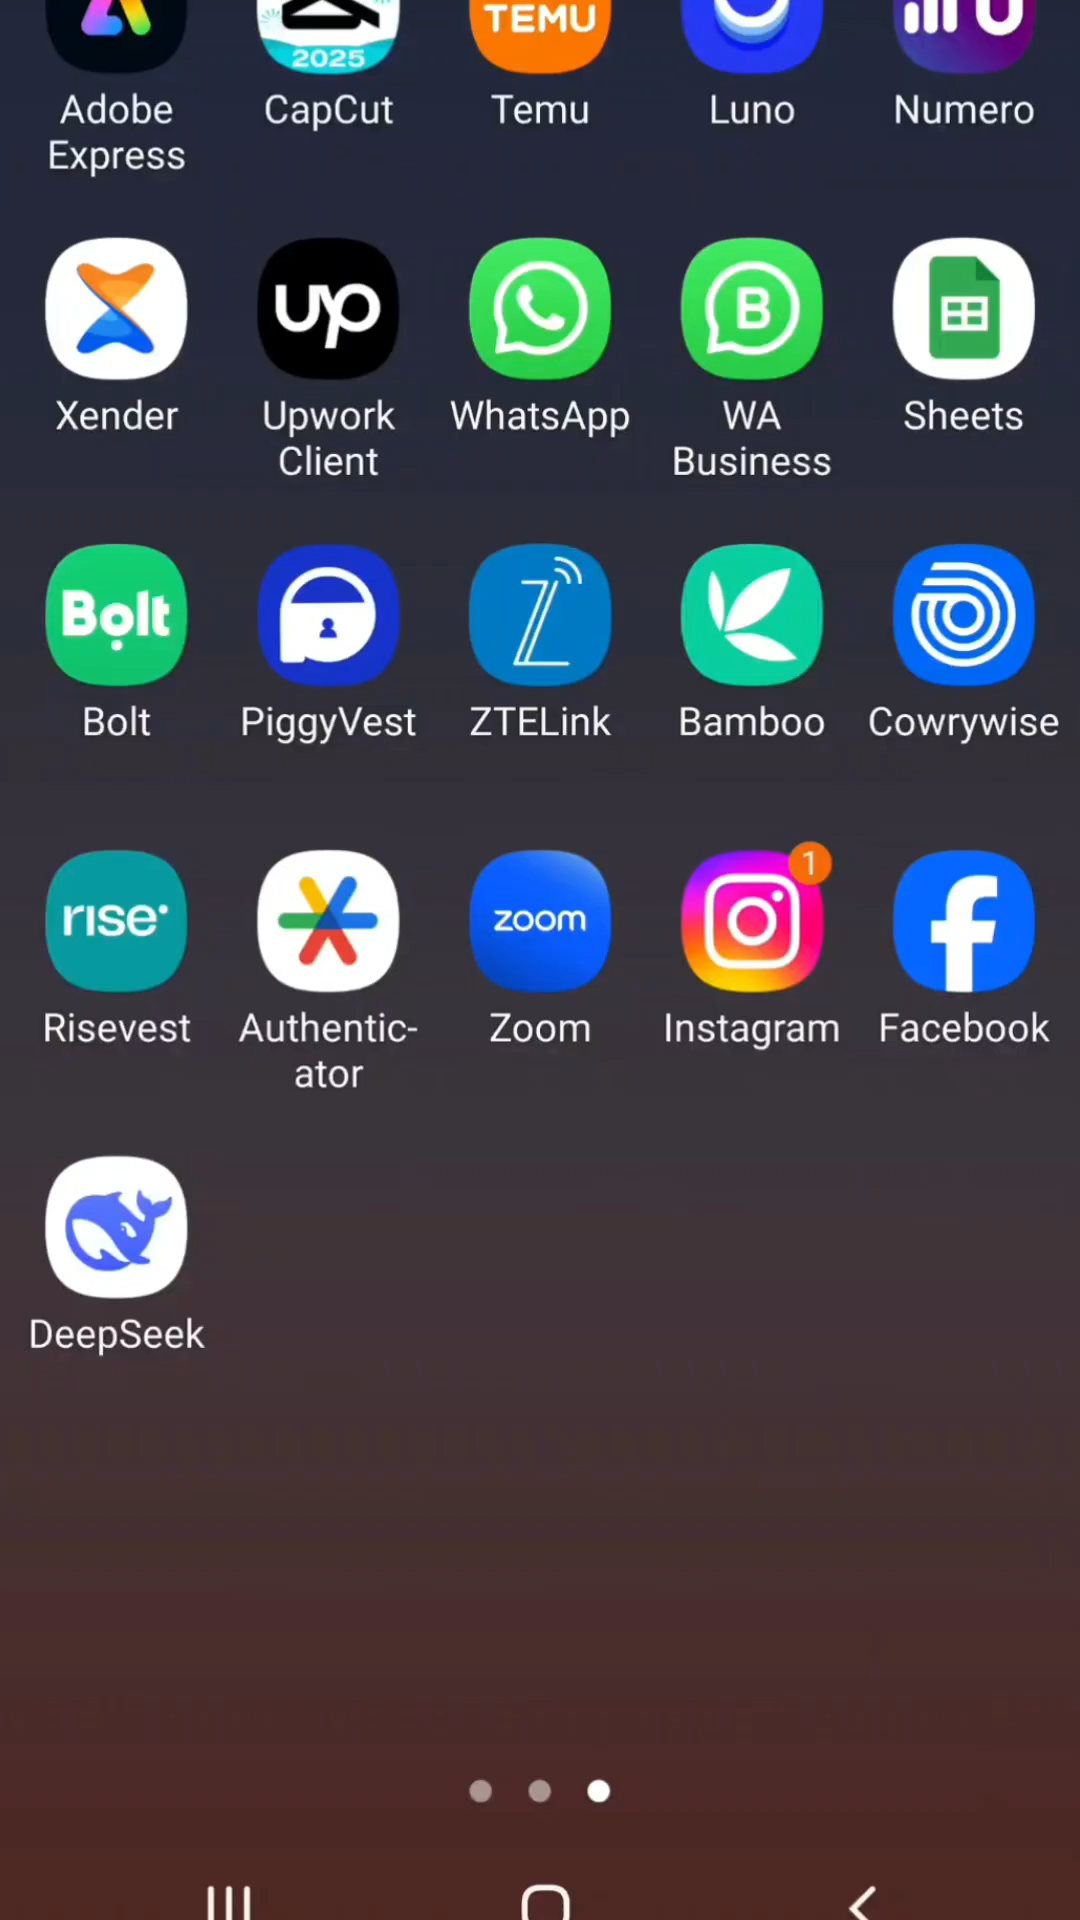 2025
TEMU
Adobe
Express
CapCut
Temu
Luno
Numero
up
B
Xender
Upwork
Client
WhatsApp
WA
Business
Sheets
Bolt
Bolt
PiggyVest
ZTELink
Bamboo
Cowrywise
rise
zoom
1
Risevest
Authentic-
ator
Zoom
Instagram
Facebook
DeepSeek